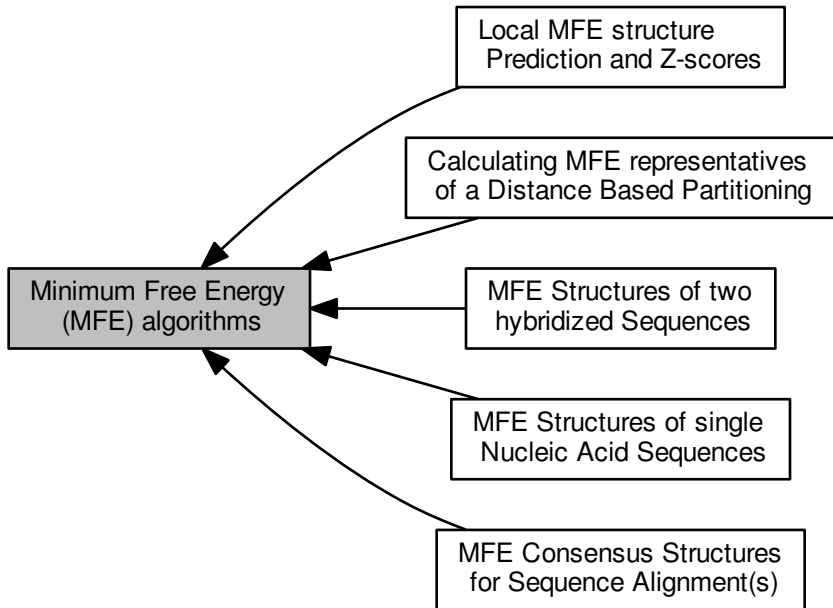 Local MFE structure
Prediction and Z-scores
Calculating MFE representatives
of a Distance Based Partitioning
Minimum Free Energy
(MFE) algorithms
MFE Structures of two
hybridized Sequences
MFE Structures of single
Nucleic Acid Sequences
MFE Consensus Structures
for Sequence Alignment(s)